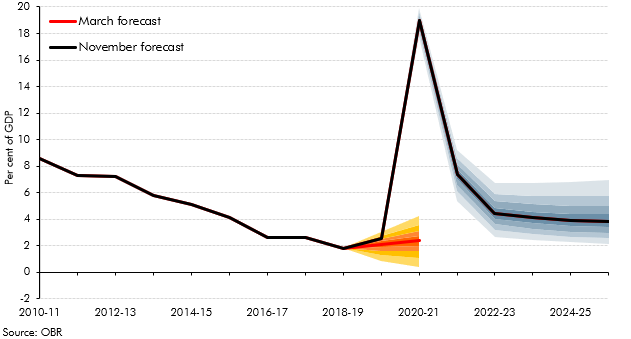 20
18
16
14
12
10
8
6
4
2
0
-2
Per cent of GDP
March forecast
November forecast
2010-11 2012-13 2014-15 2016-17 2018-19 2020-21 2022-23 2024-25
Source: OBR